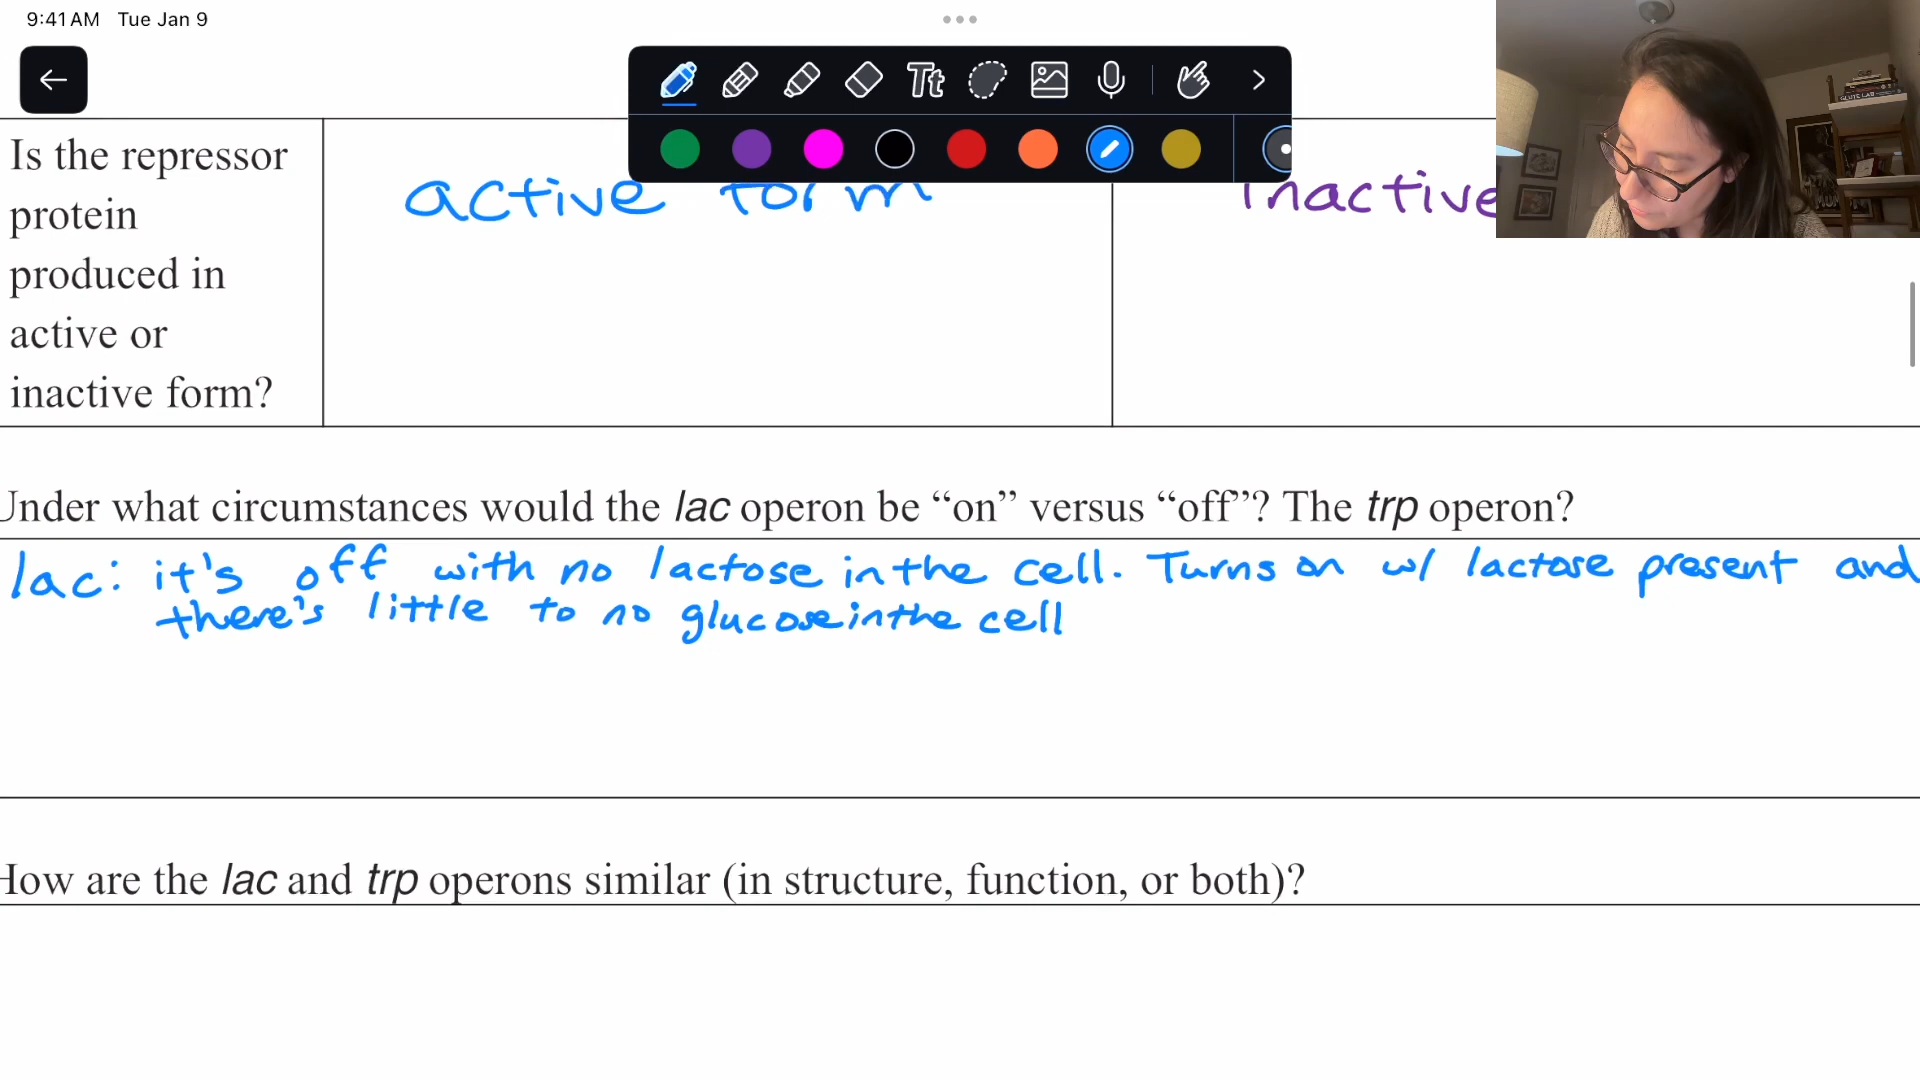 9:41 AM Tue Jan 9
Tt
GLUTE LAB
Is the repressor
protein
produced in
active or
inactive form?
active form
inactive
Under what circumstances would the lac operon be “on” versus “off”? The trp operon?
lac: it's off with no lactose in the cell. Turns on w/ lactose present and
there's little to no glucose in the cell
How are the lac and trp operons similar (in structure, function, or both)?